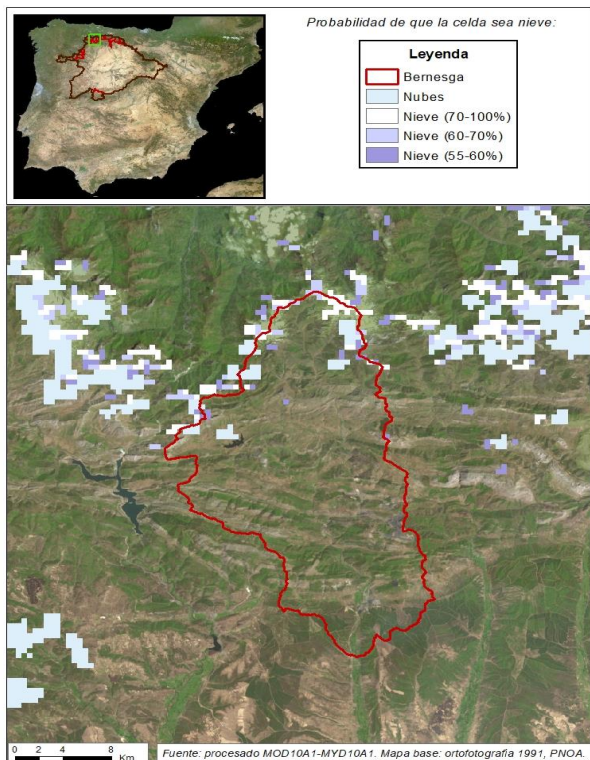 Probabilidad de que la celda sea nieve:
Leyenda
Bernesga
Nubes
Nieve (70-100%)
Nieve (60-70%)
Nieve (55-60%)
0 2 4 8
Km
Fuente: procesado MOD10A1-MYD10A1. Mapa base: ortofotografía 1991, PNOA.